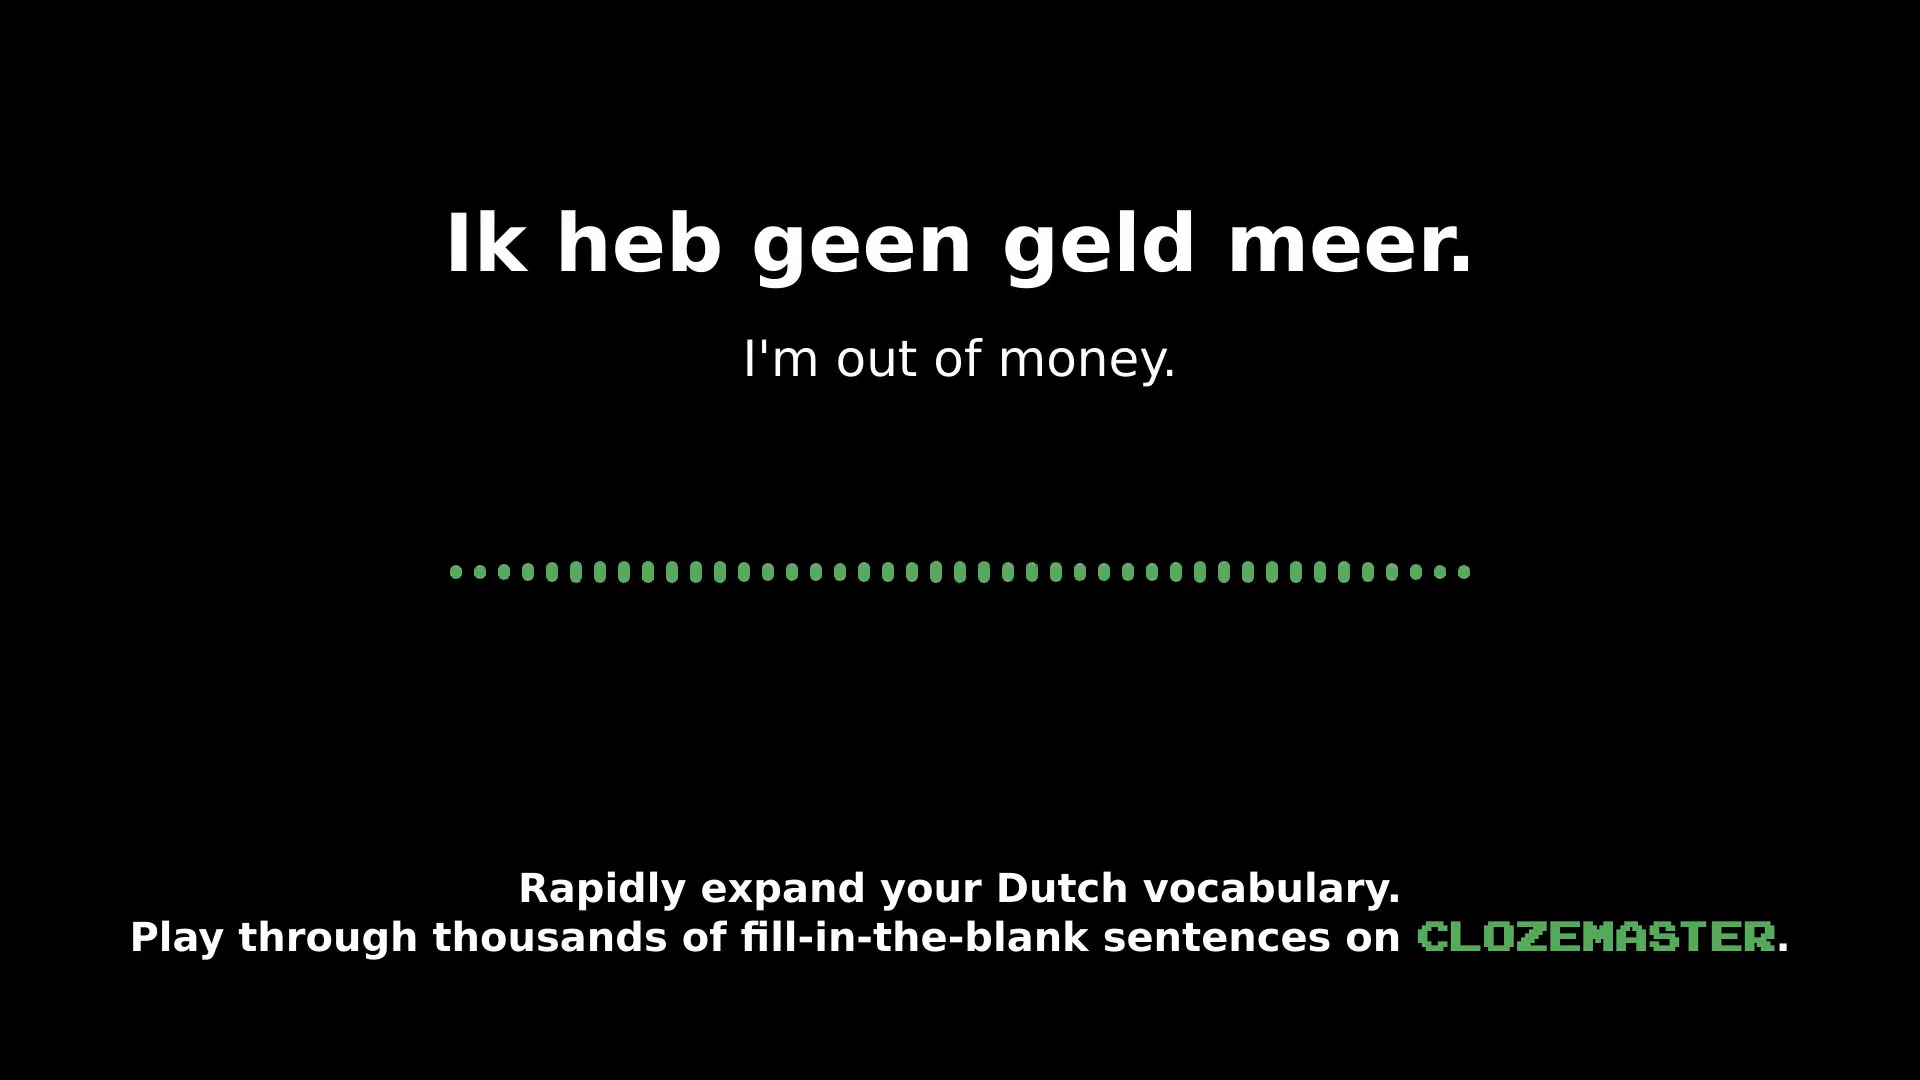 Ik heb geen geld meer.
I'm out of money.
Rapidly expand your Dutch vocabulary.
Play through thousands of fill-in-the-blank sentences on CLOZEMASTER.